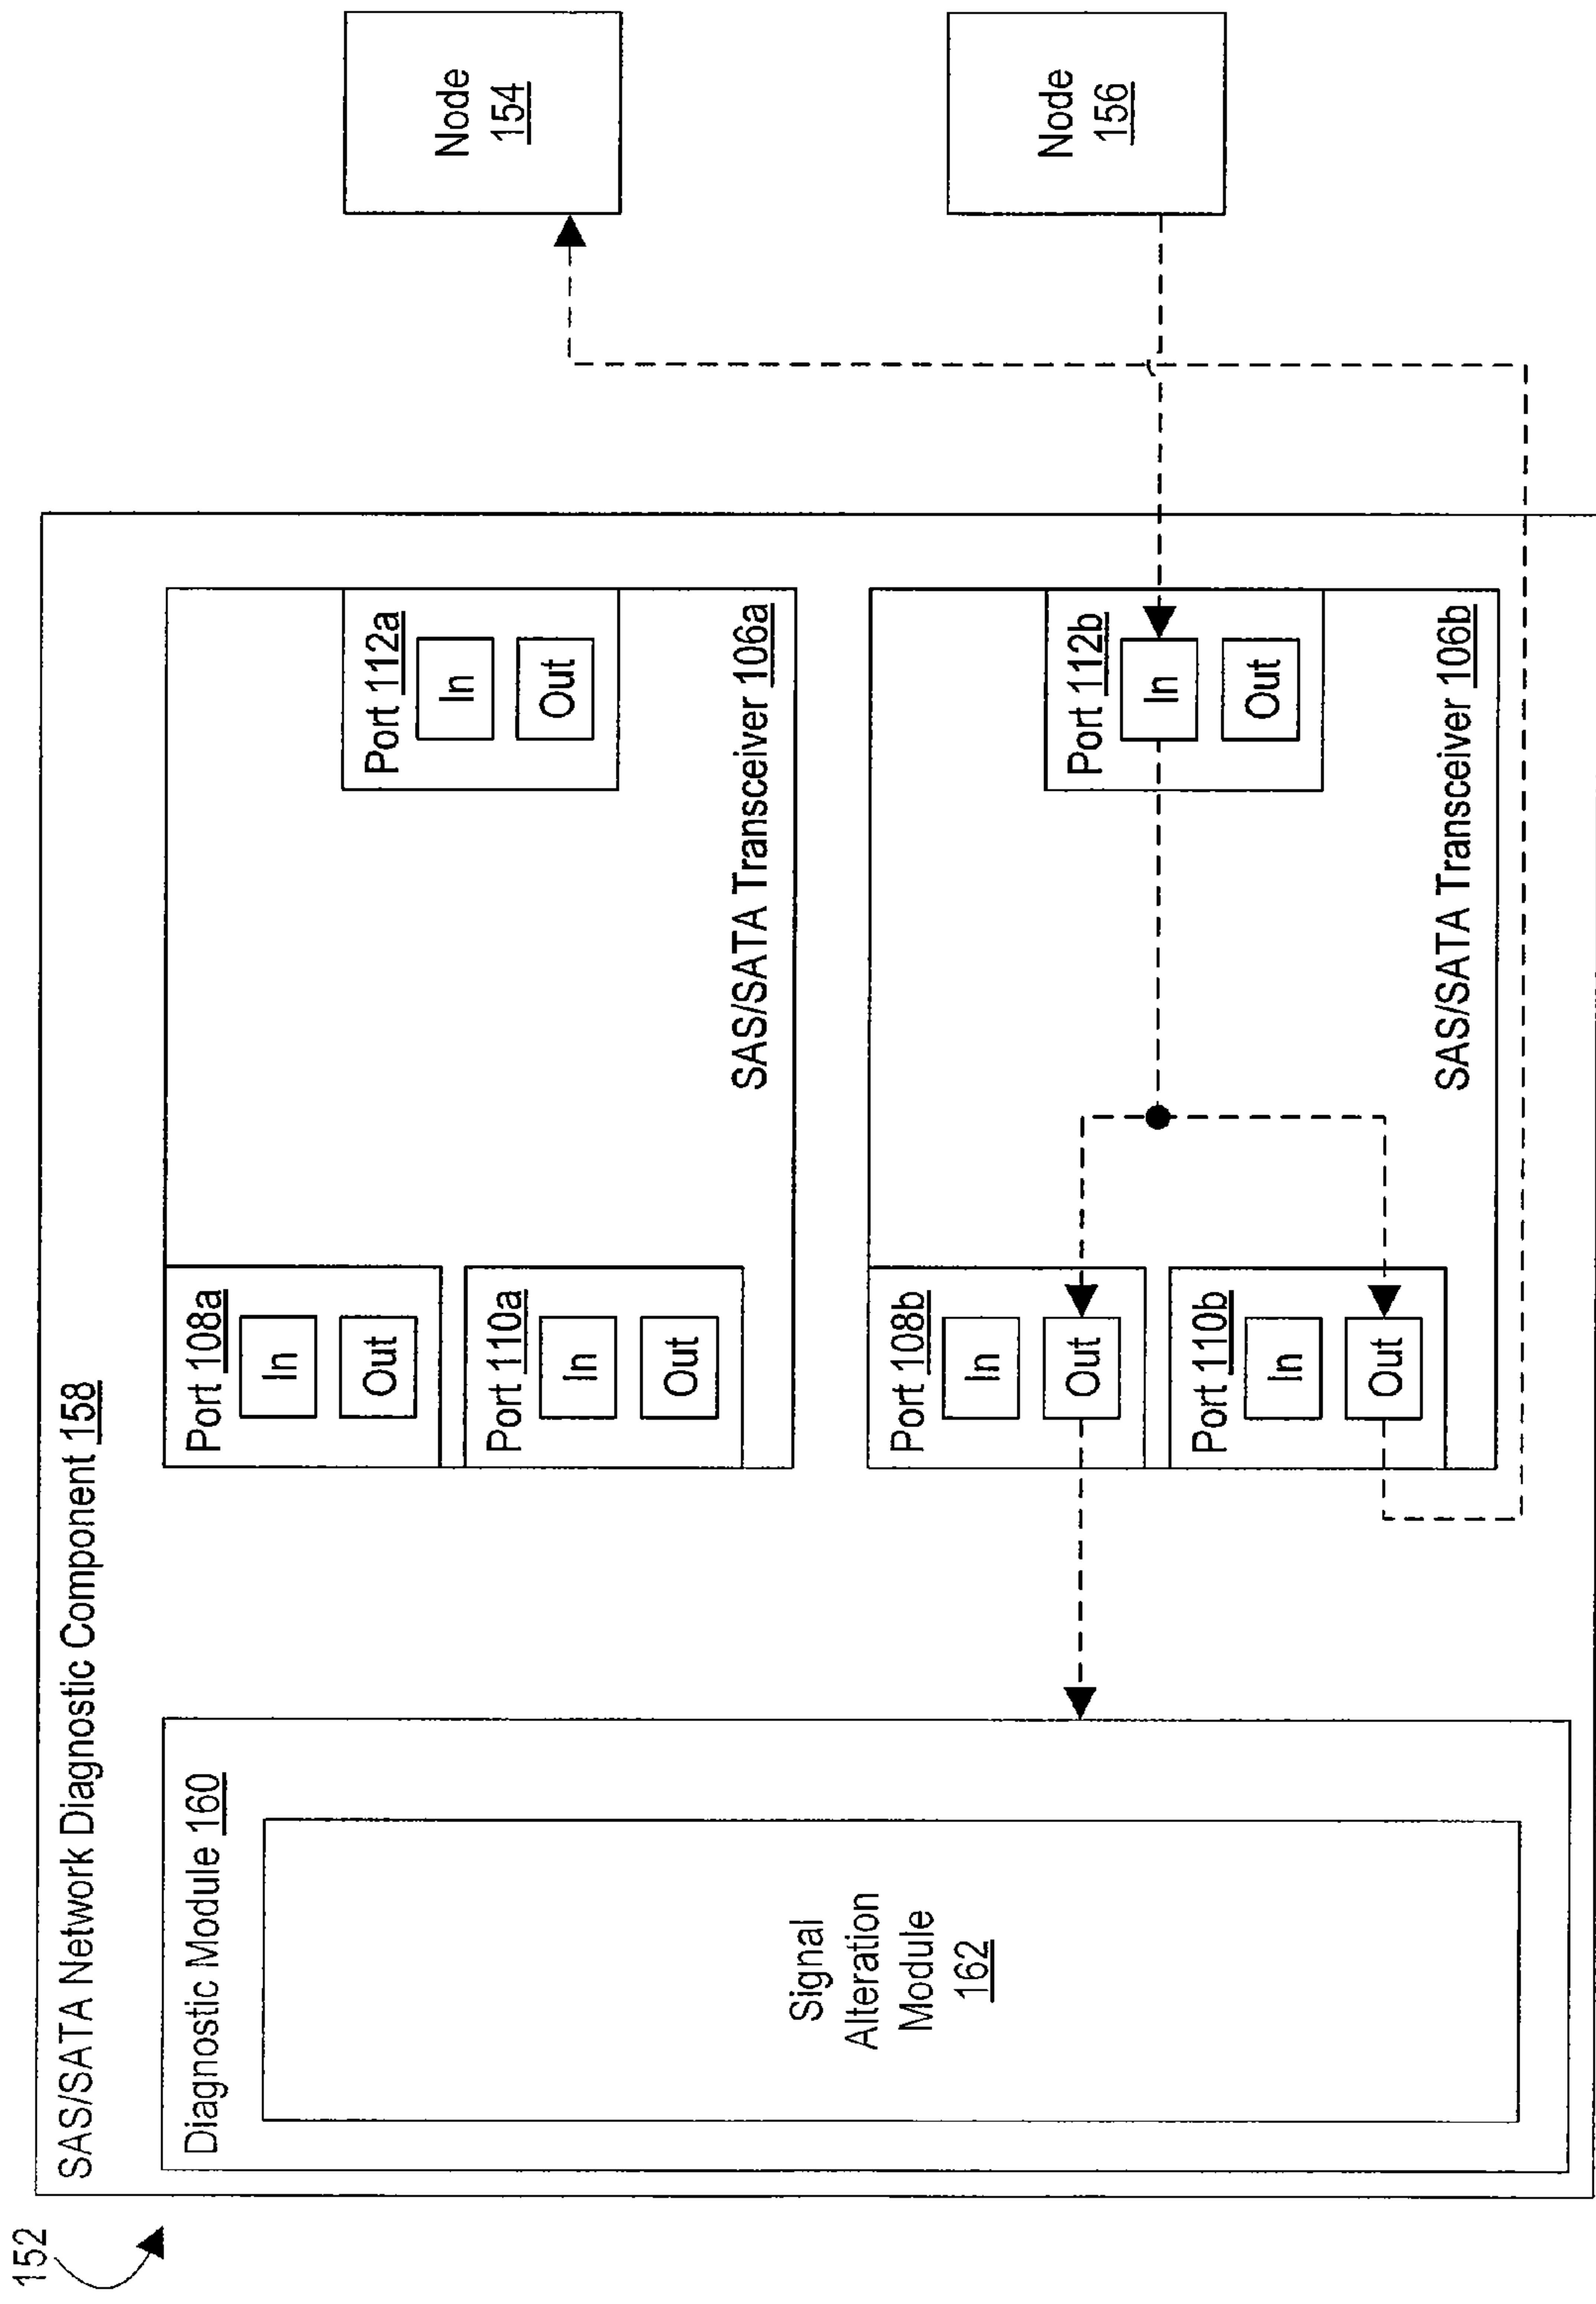 152
SAS/SATA Network Diagnostic Component 158
Diagnostic Module 160
Signal
Alteration
Module
162
Port 108a
In
Out
Port 110a
In
Out
Port 112a
In
Out
SAS/SATA Transceiver 106a
Port 108b
In
Out
Port 110b
In
Out
Port 112b
In
Out
SAS/SATA Transceiver 106b
Node
154
Node
156